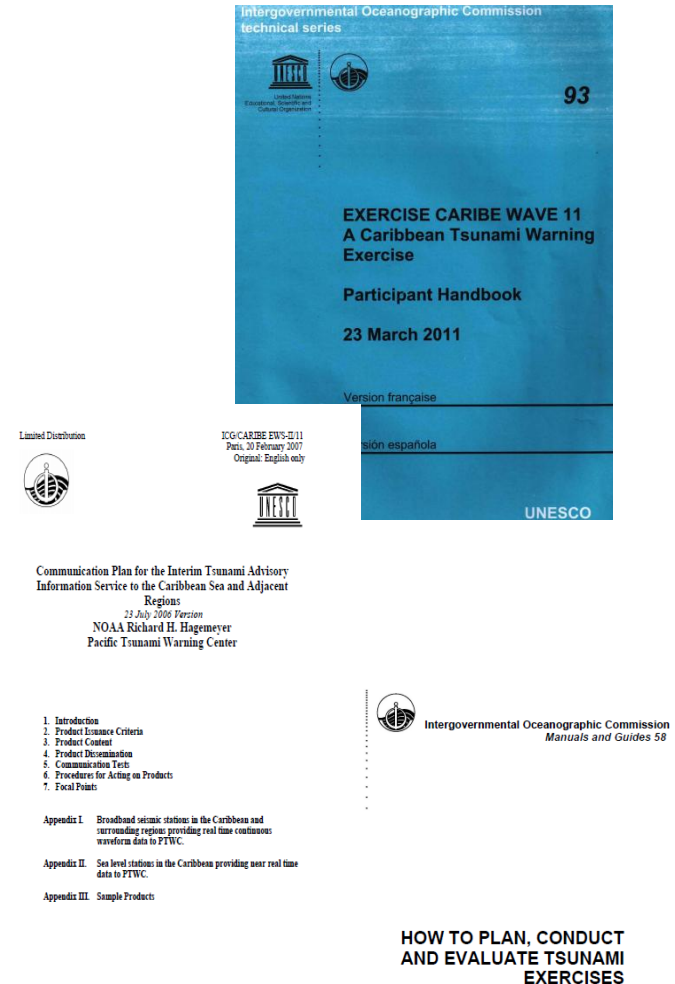 Intergovernmental Oceanographic Commission
technical series
UNESCO
United Nations
Educational, Scientific and
Cultural Organization
93
EXERCISE CARIBE WAVE 11
A Caribbean Tsunami Warning
Exercise
Participant Handbook
23 March 2011
Version française
sión española
UNESCO
Limited Distribution
ICG/CARIBE EWS-II/11
Paris, 20 February 2007
Original: English only
UNESCO
Communication Plan for the Interim Tsunami Advisory
Information Service to the Caribbean Sea and Adjacent
Regions
23 July 2006 Version
NOAA Richard H. Hagemeyer
Pacific Tsunami Warning Center
1. Introduction
2. Product Issuance Criteria
3. Product Content
4. Product Dissemination
5. Communication Tests
6. Procedures for Acting on Products
7. Focal Points
Appendix I. Broadband seismic stations in the Caribbean and
surrounding regions providing real time continuous
waveform data to PTWC.
Appendix II. Sea level stations in the Caribbean providing near real time
data to PTWC.
Appendix III. Sample Products
Intergovernmental Oceanographic Commission
Manuals and Guides 58
HOW TO PLAN, CONDUCT
AND EVALUATE TSUNAMI
EXERCISES